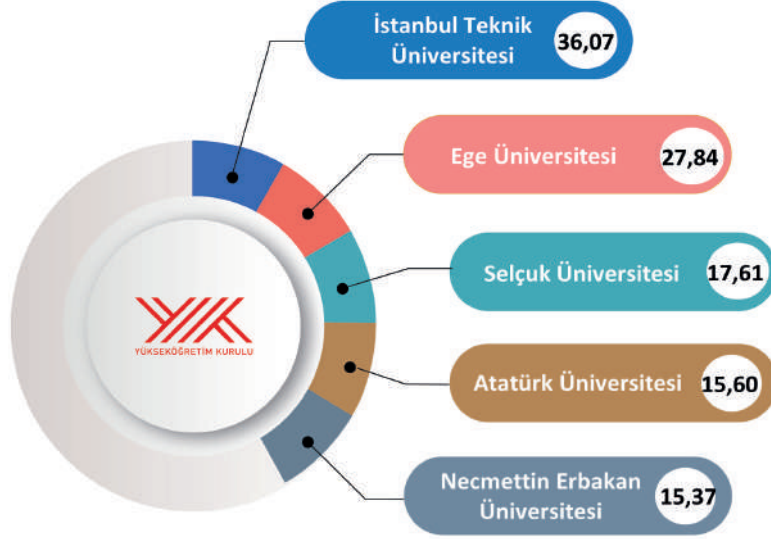 İstanbul Teknik
Üniversitesi
36,07
Ege Üniversitesi
27,84
Selçuk Üniversitesi
17,61
YÜKSEKÖĞRETİM KURULU
Atatürk Üniversitesi
15,60
Necmettin Erbakan
Üniversitesi
15,37